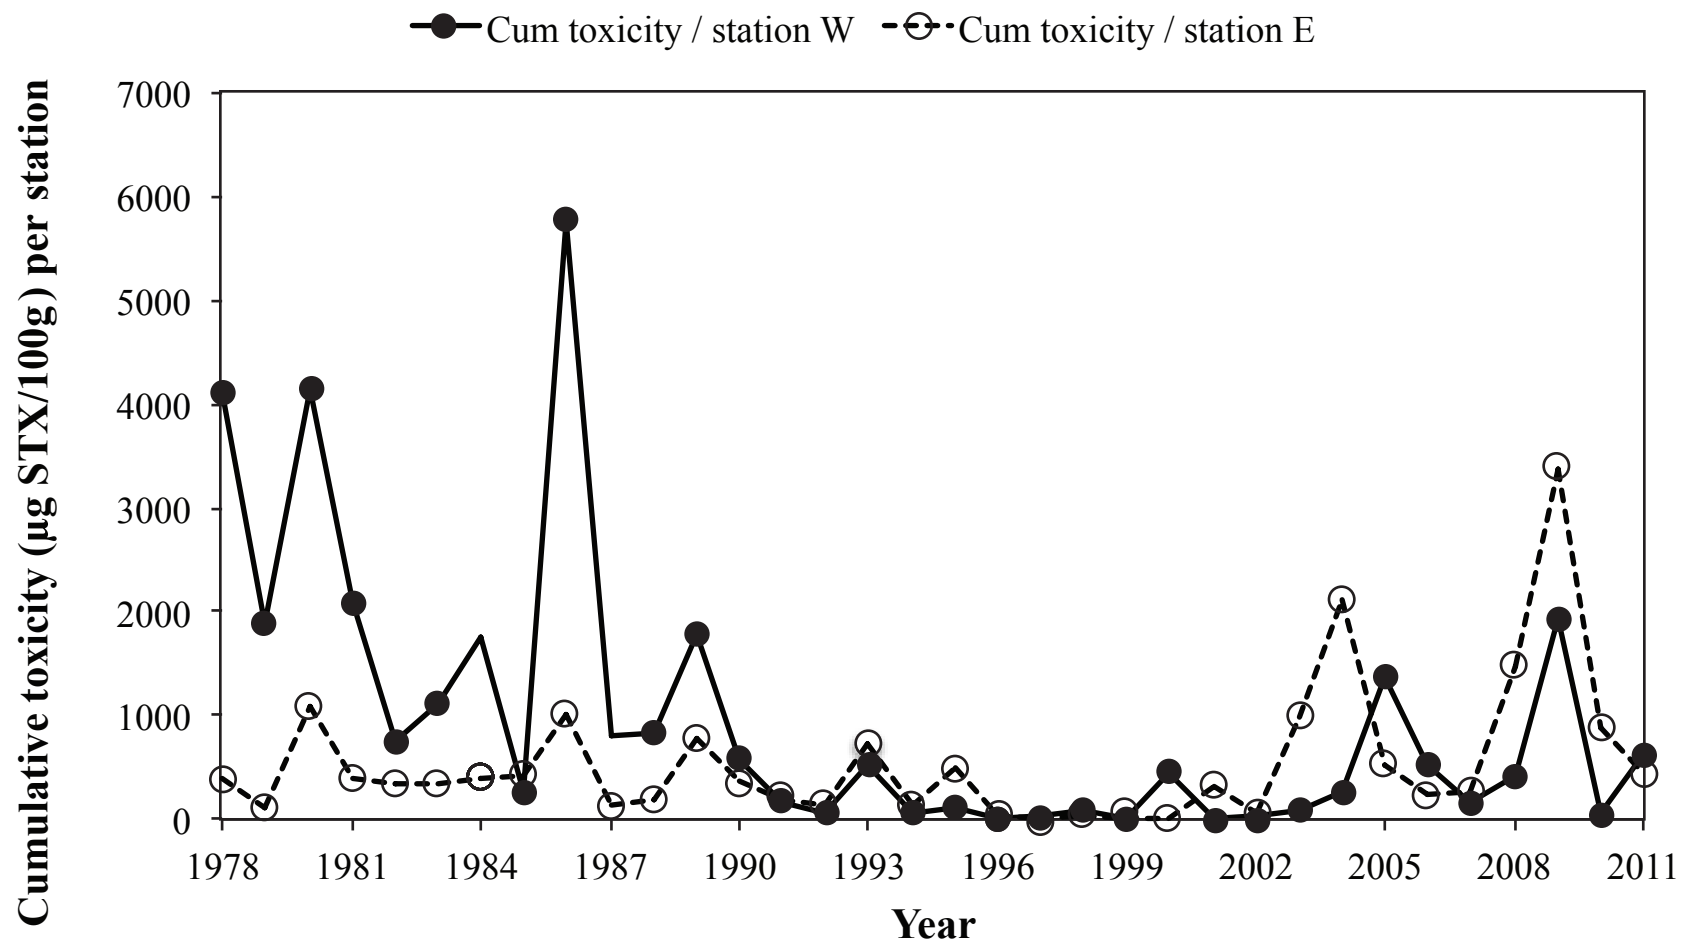 Cum toxicity / station W Cum toxicity / station E
Cumulative toxicity (µg STX/100g) per station
7000
6000
5000
4000
3000
2000
1000
0
1978 1981 1984 1987 1990 1993 1996 1999 2002 2005 2008 2011
Year